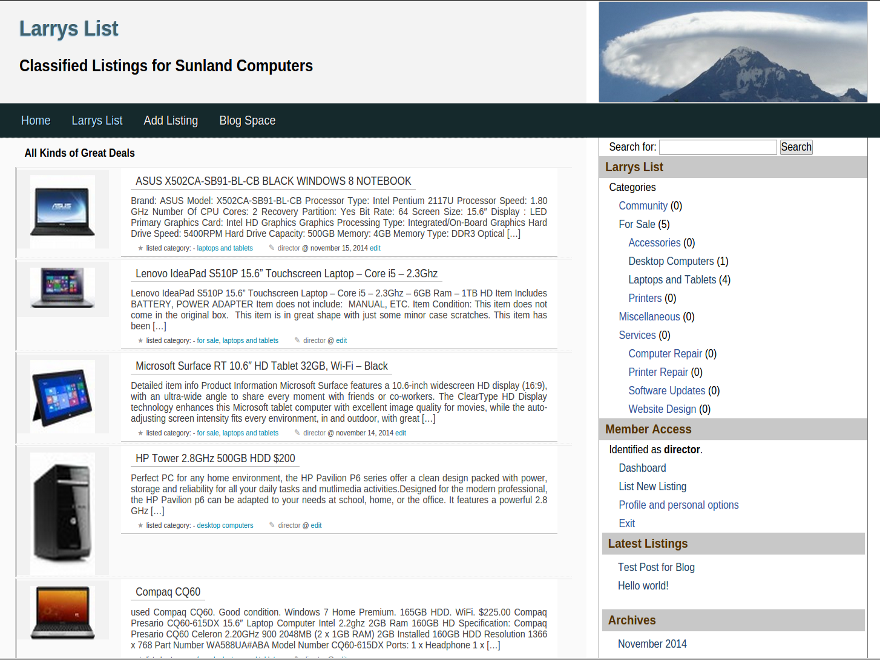 Larrys List
Classified Listings for Sunland Computers
Home Larrys List Add Listing Blog Space
All Kinds of Great Deals
ASUS X502CA-SB91-BL-CB BLACK WINDOWS 8 NOTEBOOK
Brand: ASUS Model: X502CA-SB91-BL-CB Processor Type: Intel Pentium 2117U Processor Speed: 1.80
GHz Number Of CPU Cores: 2 Recovery Partition: Yes Bit Rate: 64 Screen Size: 15.6″ Display : LED
Primary Graphics Card: Intel HD Graphics Graphics Processing Type: Integrated/On-Board Graphics Hard
Drive Speed: 5400RPM Hard Drive Capacity: 500GB Memory: 4GB Memory Type: DDR3 Optical […]
listed category: - laptops and tablets director @ november 15, 2014 edit
Lenovo IdeaPad S510P 15.6″ Touchscreen Laptop – Core i5 – 2.3Ghz
Lenovo IdeaPad S510P 15.6″ Touchscreen Laptop – Core i5 – 2.3Ghz – 6GB Ram – 1TB HD Item Includes
BATTERY, POWER ADAPTER Item does not include: MANUAL, ETC. Item Condition: This item does not
come in the original box. This item is in great shape with just some minor case scratches. This item has
been […]
listed category: - for sale, laptops and tablets director @ edit
Microsoft Surface RT 10.6″ HD Tablet 32GB, Wi-Fi – Black
Detailed item info Product Information Microsoft Surface features a 10.6-inch widescreen HD display (16:9),
with an ultra-wide angle to share every moment with friends or co-workers. The ClearType HD Display
technology enhances this Microsoft tablet computer with excellent image quality for movies, while the auto-
adjusting screen intensity fits every environment, in and outdoor, with great […]
listed category: - for sale, laptops and tablets director @ november 14, 2014 edit
HP Tower 2.8GHz 500GB HDD $200
Perfect PC for any home environment, the HP Pavilion P6 series offer a clean design packed with power,
storage and reliability for all your daily tasks and mutlimedia activities.Designed for the modern professional,
the HP Pavilion p6 can be adapted to your needs at school, home, or the office. It features a powerful 2.8
GHz […]
listed category: - desktop computers director @ edit
Compaq CQ60
used Compaq CQ60. Good condition. Windows 7 Home Premium. 165GB HDD. WiFi. $225.00 Compaq
Presario CQ60-615DX 15.6″ Laptop Computer Intel 2.2ghz 2GB Ram 160GB HD Specification: Compaq
Presario CQ60 Celeron 2.20GHz 900 2048MB (2 x 1GB RAM) 2GB Installed 160GB HDD Resolution 1366
x 768 Part Number WA588UA#ABA Model Number CQ60-615DX Ports: 1 x Headphone 1 x […]
Search for: Search
Larrys List
Categories
Community (0)
For Sale (5)
Accessories (0)
Desktop Computers (1)
Laptops and Tablets (4)
Printers (0)
Miscellaneous (0)
Services (0)
Computer Repair (0)
Printer Repair (0)
Software Updates (0)
Website Design (0)
Member Access
Identified as director.
Dashboard
List New Listing
Profile and personal options
Exit
Latest Listings
Test Post for Blog
Hello world!
Archives
November 2014